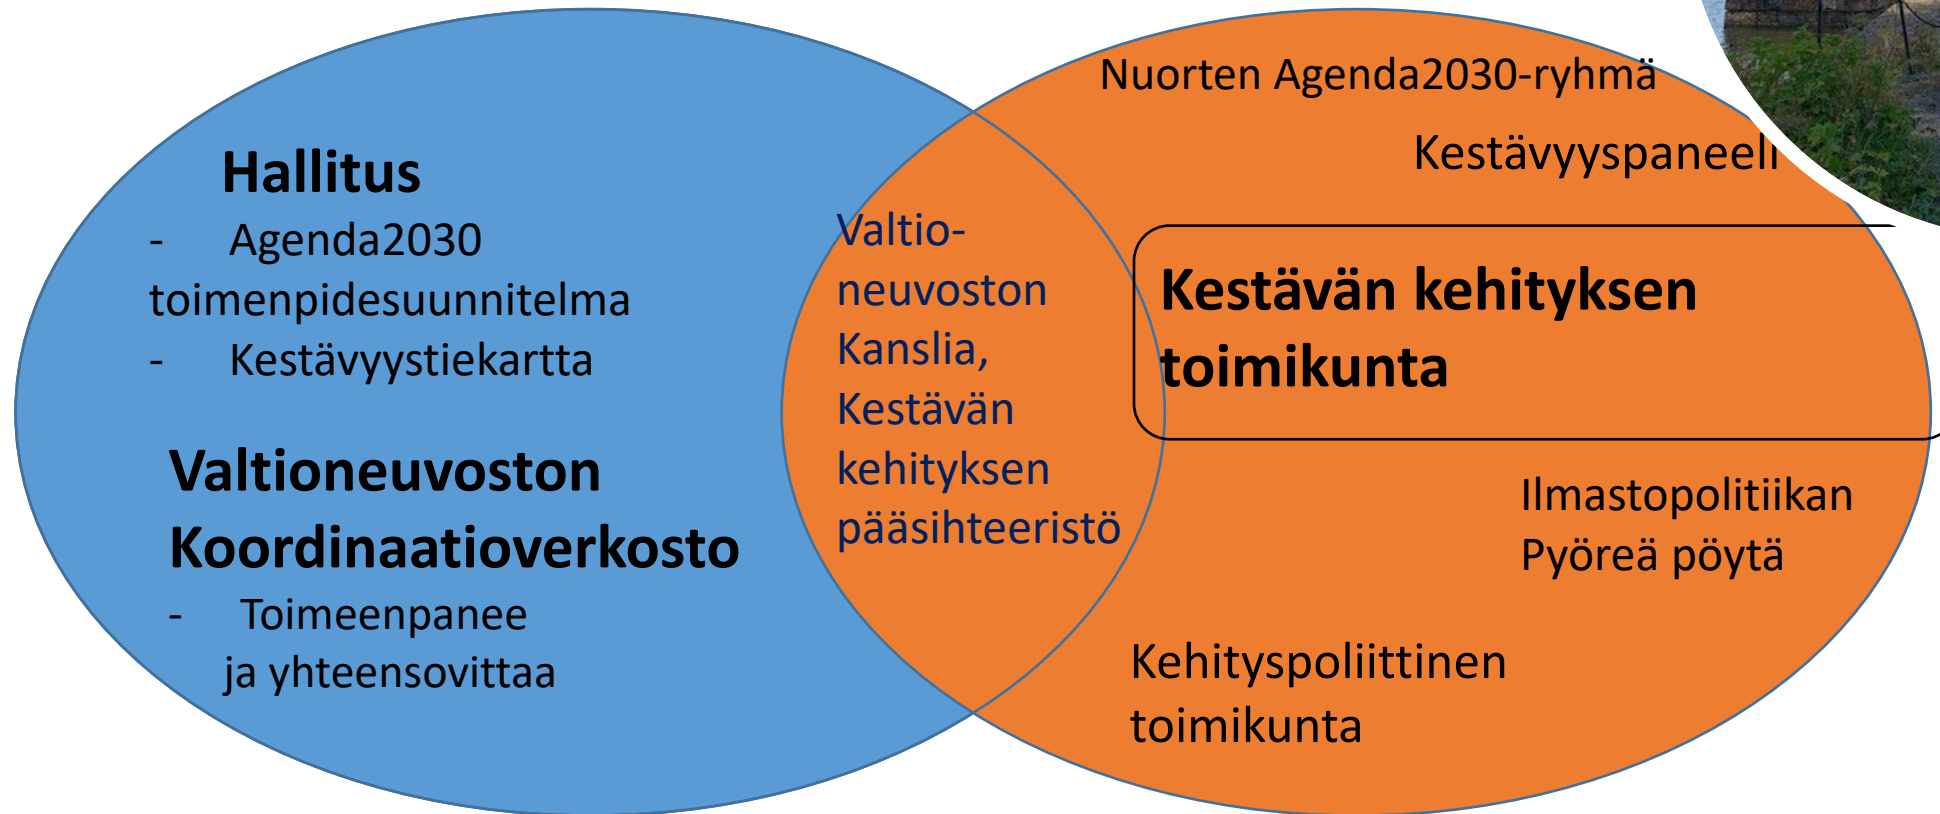 Hallitus
- Agenda2030
toimenpidesuunnitelma
- Kestävyystiekartta
Valtioneuvoston
Koordinaatioverkosto
- Toimeenpanee
ja yhteensovittaa
Valtio-
neuvoston
Kanslia,
Kestävän
kehityksen
pääsihteeristö
Nuorten Agenda2030-ryhmä
Kestävyyspaneeli
Kestävän kehityksen
toimikunta
Ilmastopolitiikan
Pyöreä pöytä
Kehityspoliittinen
toimikunta